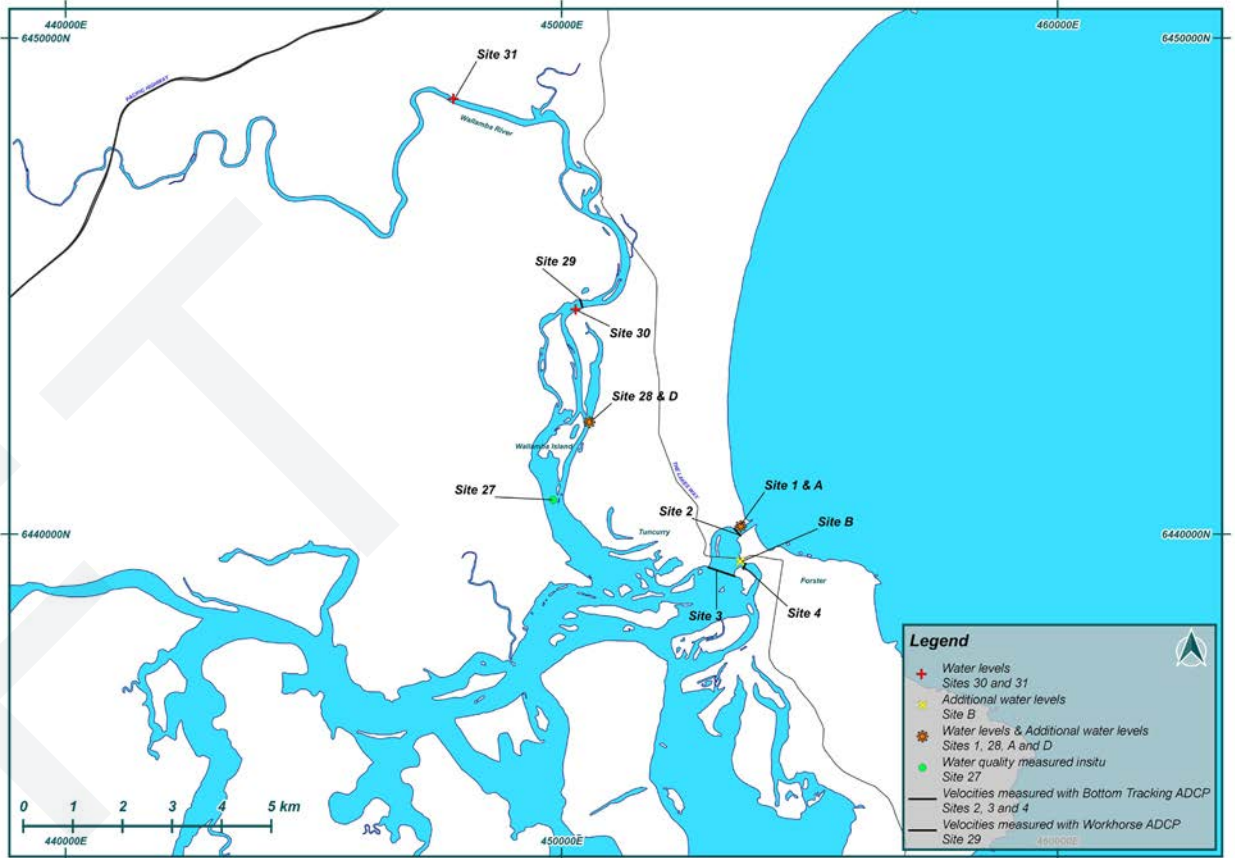 440000E
450000E
460000E
6450000N
6450000N
Site 31
PACIFIC HIGHWAY
Wallamba River
Site 29
Site 30
Site 28 & D
Wallamba Island
THE LAKES WAY
Site 27
Site 1 & A
Site 2
Site B
Tuncurry
6440000N
6440000N
Forster
Site 3
Site 4
Legend
Water levels
Sites 30 and 31
Additional water levels
Site B
Water levels & Additional water levels
Sites 1, 28, A and D
Water quality measured insitu
Site 27
Velocities measured with Bottom Tracking ADCP
Sites 2, 3 and 4
Velocities measured with Workhorse ADCP
Site 29
0 1 2 3 4 5 km
440000E
450000E
460000E